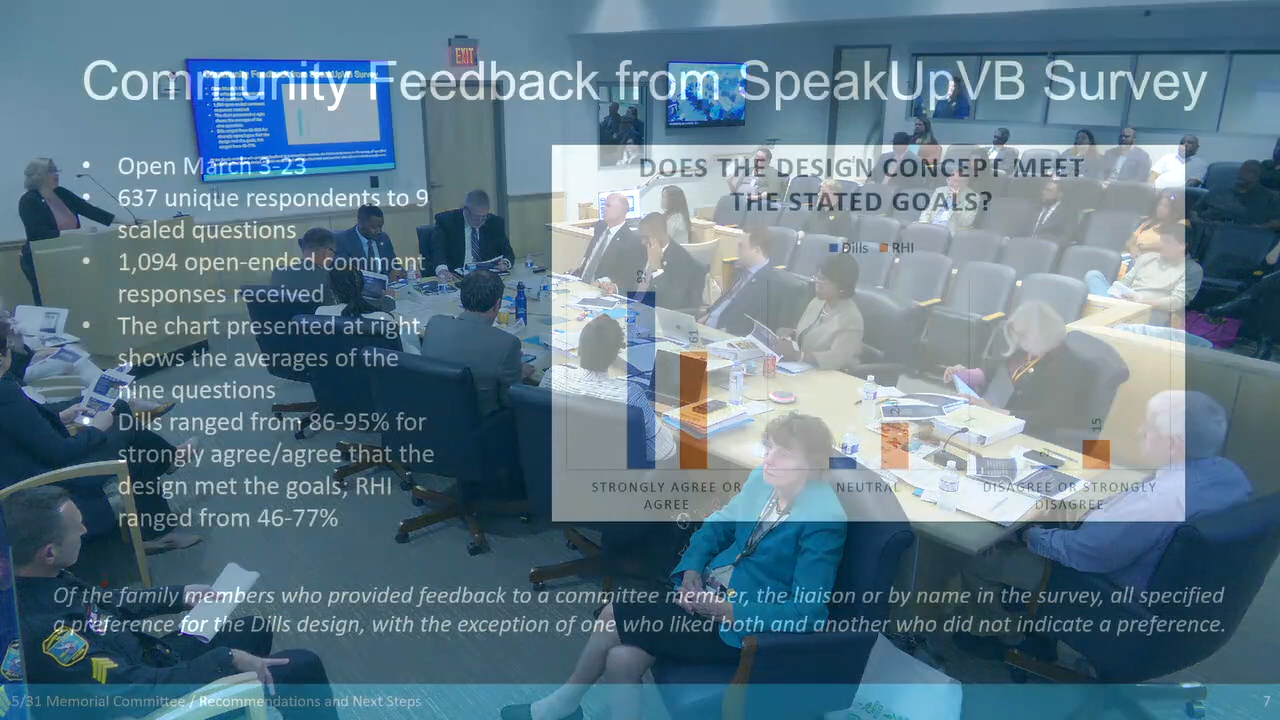 Community Feedback from SpeakUpVB Survey
EXIT
• Open March 3-23
• 637 unique respondents to 9
scaled questions
• 1,094 open-ended comment
responses received
• The chart presented at right
shows the averages of the
nine questions
Dills ranged from 86-95% for
strongly agree/agree that the
design met the goals; RHI
ranged from 46-77%
DOES THE DESIGN CONCEPT MEET
THE STATED GOALS?
Dills RHI
92
61
24
15
STRONGLY AGREE OR
AGREE
NEUTRAL
DISAGREE OR STRONGLY
DISAGREE
Of the family members who provided feedback to a committee member, the liaison or by name in the survey, all specified
a preference for the Dills design, with the exception of one who liked both and another who did not indicate a preference.
5/31 Memorial Committee / Recommendations and Next Steps
7